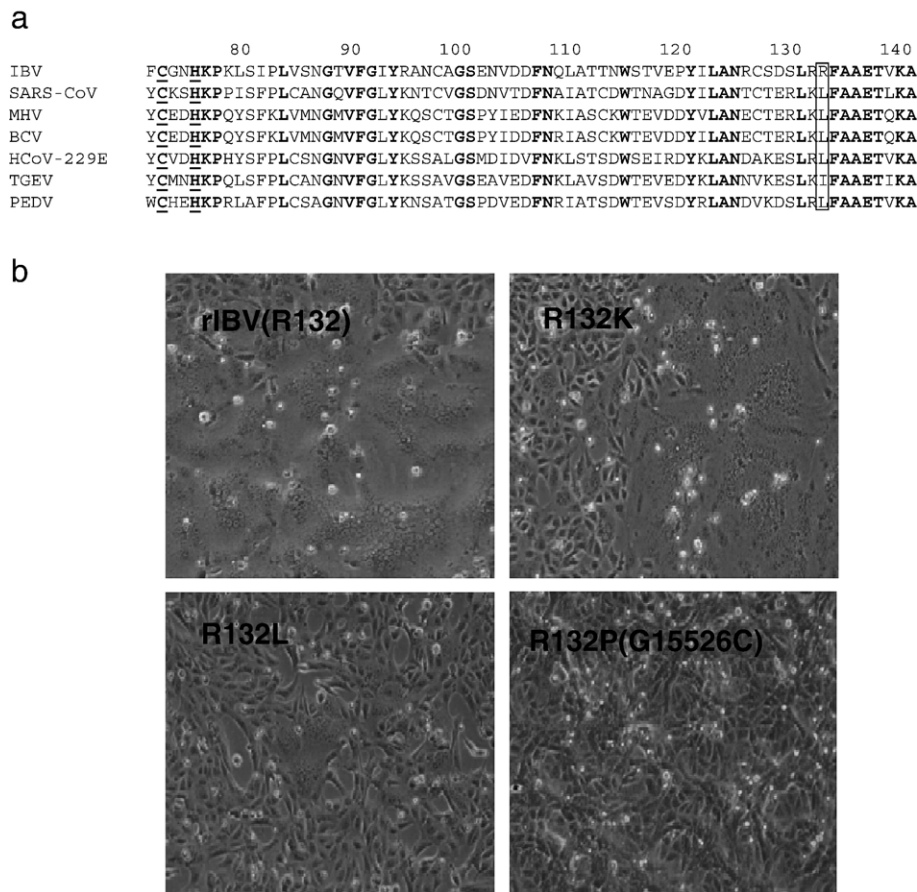 a
80 90 100 110 120 130 140
IBV FCGNHKPKLSIPLVSNGTVFGIYRANCAGSENVDDFNQLATTNWSTVEPYILANRCSDSLRRFAAETVKA
SARS-CoV YCKSHKPPISFPLCANGQVFGLYKNTCVGSDNVTDFNAIATCDWTNAGDYILANTCTERLKLFAAETLKA
MHV YCEDHKPQYSFKLVMNGMVFGLYKQSCTGSPYIEDFNKIASCKWTEVDDYVLANECTERLKLFAAETQKA
BCV YCEDHKPQYSFKLVMNGMVFGLYKQSCTGSPYIDDFNRIASCKWTEVDDYVLANECTERLKLFAAETQKA
HCoV-229E YCVDHKPHYSFPLCSNGNVFGLYKSSALGSMDIDVFNKLSTSDWSEIRDYKLANDAKESLRLFAAETVKA
TGEV YCMNHKPQLSFPLCANGNVFGLYKSSAVGSEAVEDFNKLAVSDWTEVEDYKLANNVKESLKIFAAETIKA
PEDV WCHEHKPRLAFPLCSAGNVFGLYKNSATGSPDVEDFNRIATSDWTEVSDYRLANDVKDSLRLFAAETVKA
b
rIBV(R132) R132K
R132L R132P(G15526C)